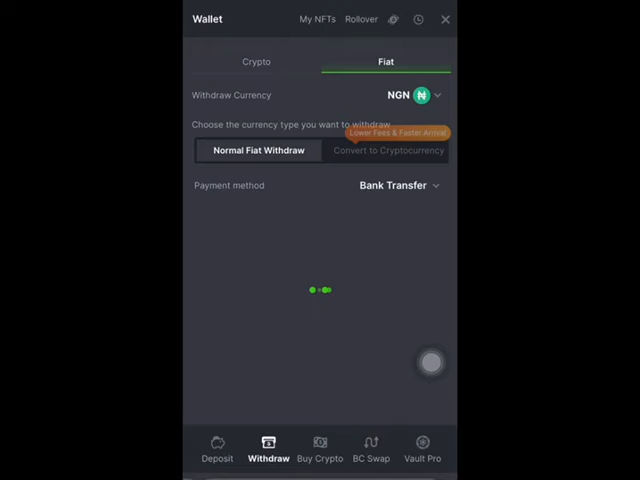 Wallet My NFTs Rollover
Crypto Fiat
Withdraw Currency NGN
Choose the currency type you want to withdraw
Lower Fees & Faster Arrival
Normal Fiat Withdraw Convert to Cryptocurrency
Payment method Bank Transfer
Deposit Withdraw Buy Crypto BC Swap Vault Pro